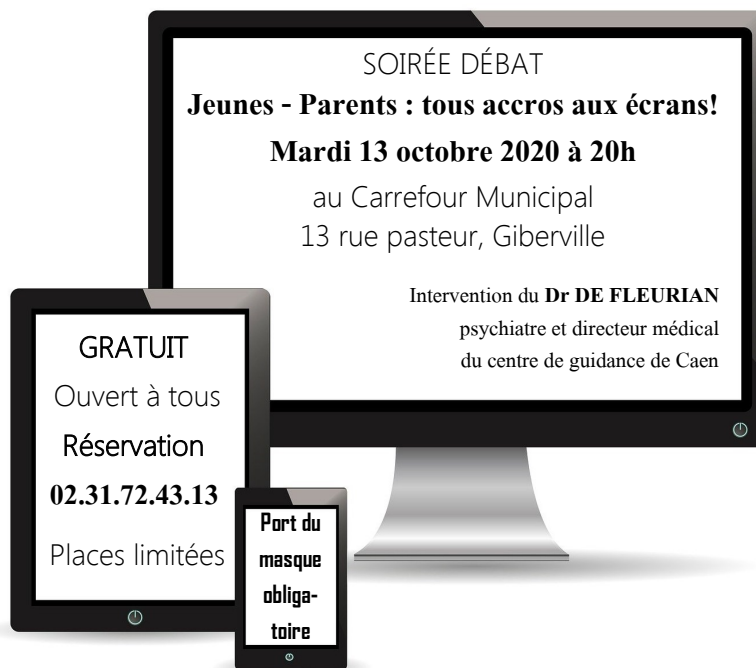 SOIRÉE DÉBAT
Jeunes - Parents : tous accros aux écrans!
Mardi 13 octobre 2020 à 20h
au Carrefour Municipal
13 rue pasteur, Giberville
Intervention du Dr DE FLEURIAN
psychiatre et directeur médical
du centre de guidance de Caen
GRATUIT
Ouvert à tous
Réservation
02.31.72.43.13
Places limitées
Port du
masque
obliga-
toire